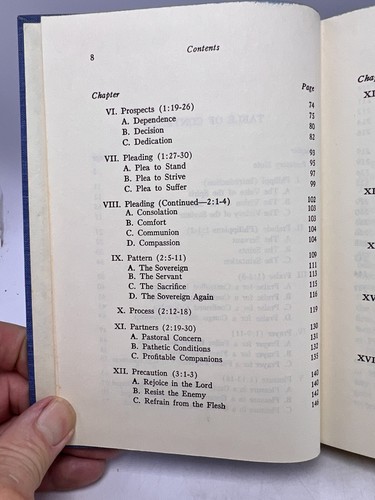 8 Contents
Chapter Page
VI. Prospects (1:19-26) 74
A. Dependence 75
B. Decision 80
C. Dedication 82
VII. Pleading (1:27-30) 93
A. Plea to Stand 95
B. Plea to Strive 97
C. Plea to Suffer 99
VIII. Pleading (Continued—2:1-4) 102
A. Consolation 103
B. Comfort 103
C. Communion 104
D. Compassion 104
IX. Pattern (2:5-11) 109
A. The Sovereign 111
B. The Servant 113
C. The Sacrifice 115
D. The Sovereign Again 116
X. Process (2:12-18) 119
XI. Partners (2:19-30) 130
A. Pastoral Concern 131
B. Pathetic Conditions 132
C. Profitable Companions 135
XII. Precaution (3:1-3) 140
A. Rejoice in the Lord 140
B. Resist the Enemy 142
C. Refrain from the Flesh 146